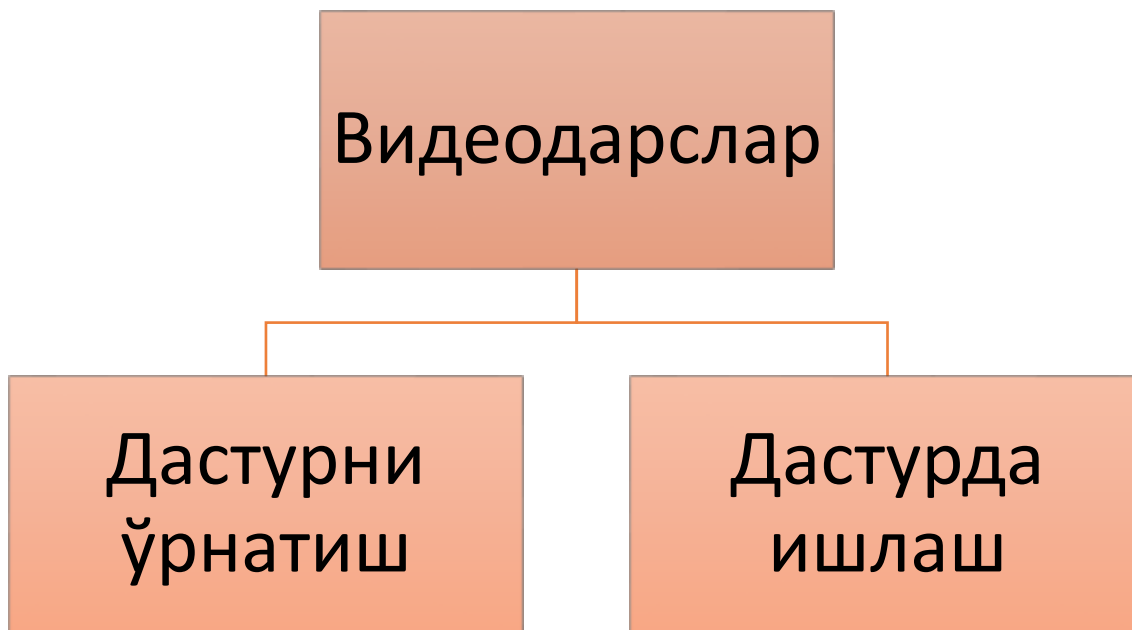 Видеодарслар
Дастурни
ўрнатиш
Дастурда
ишлаш